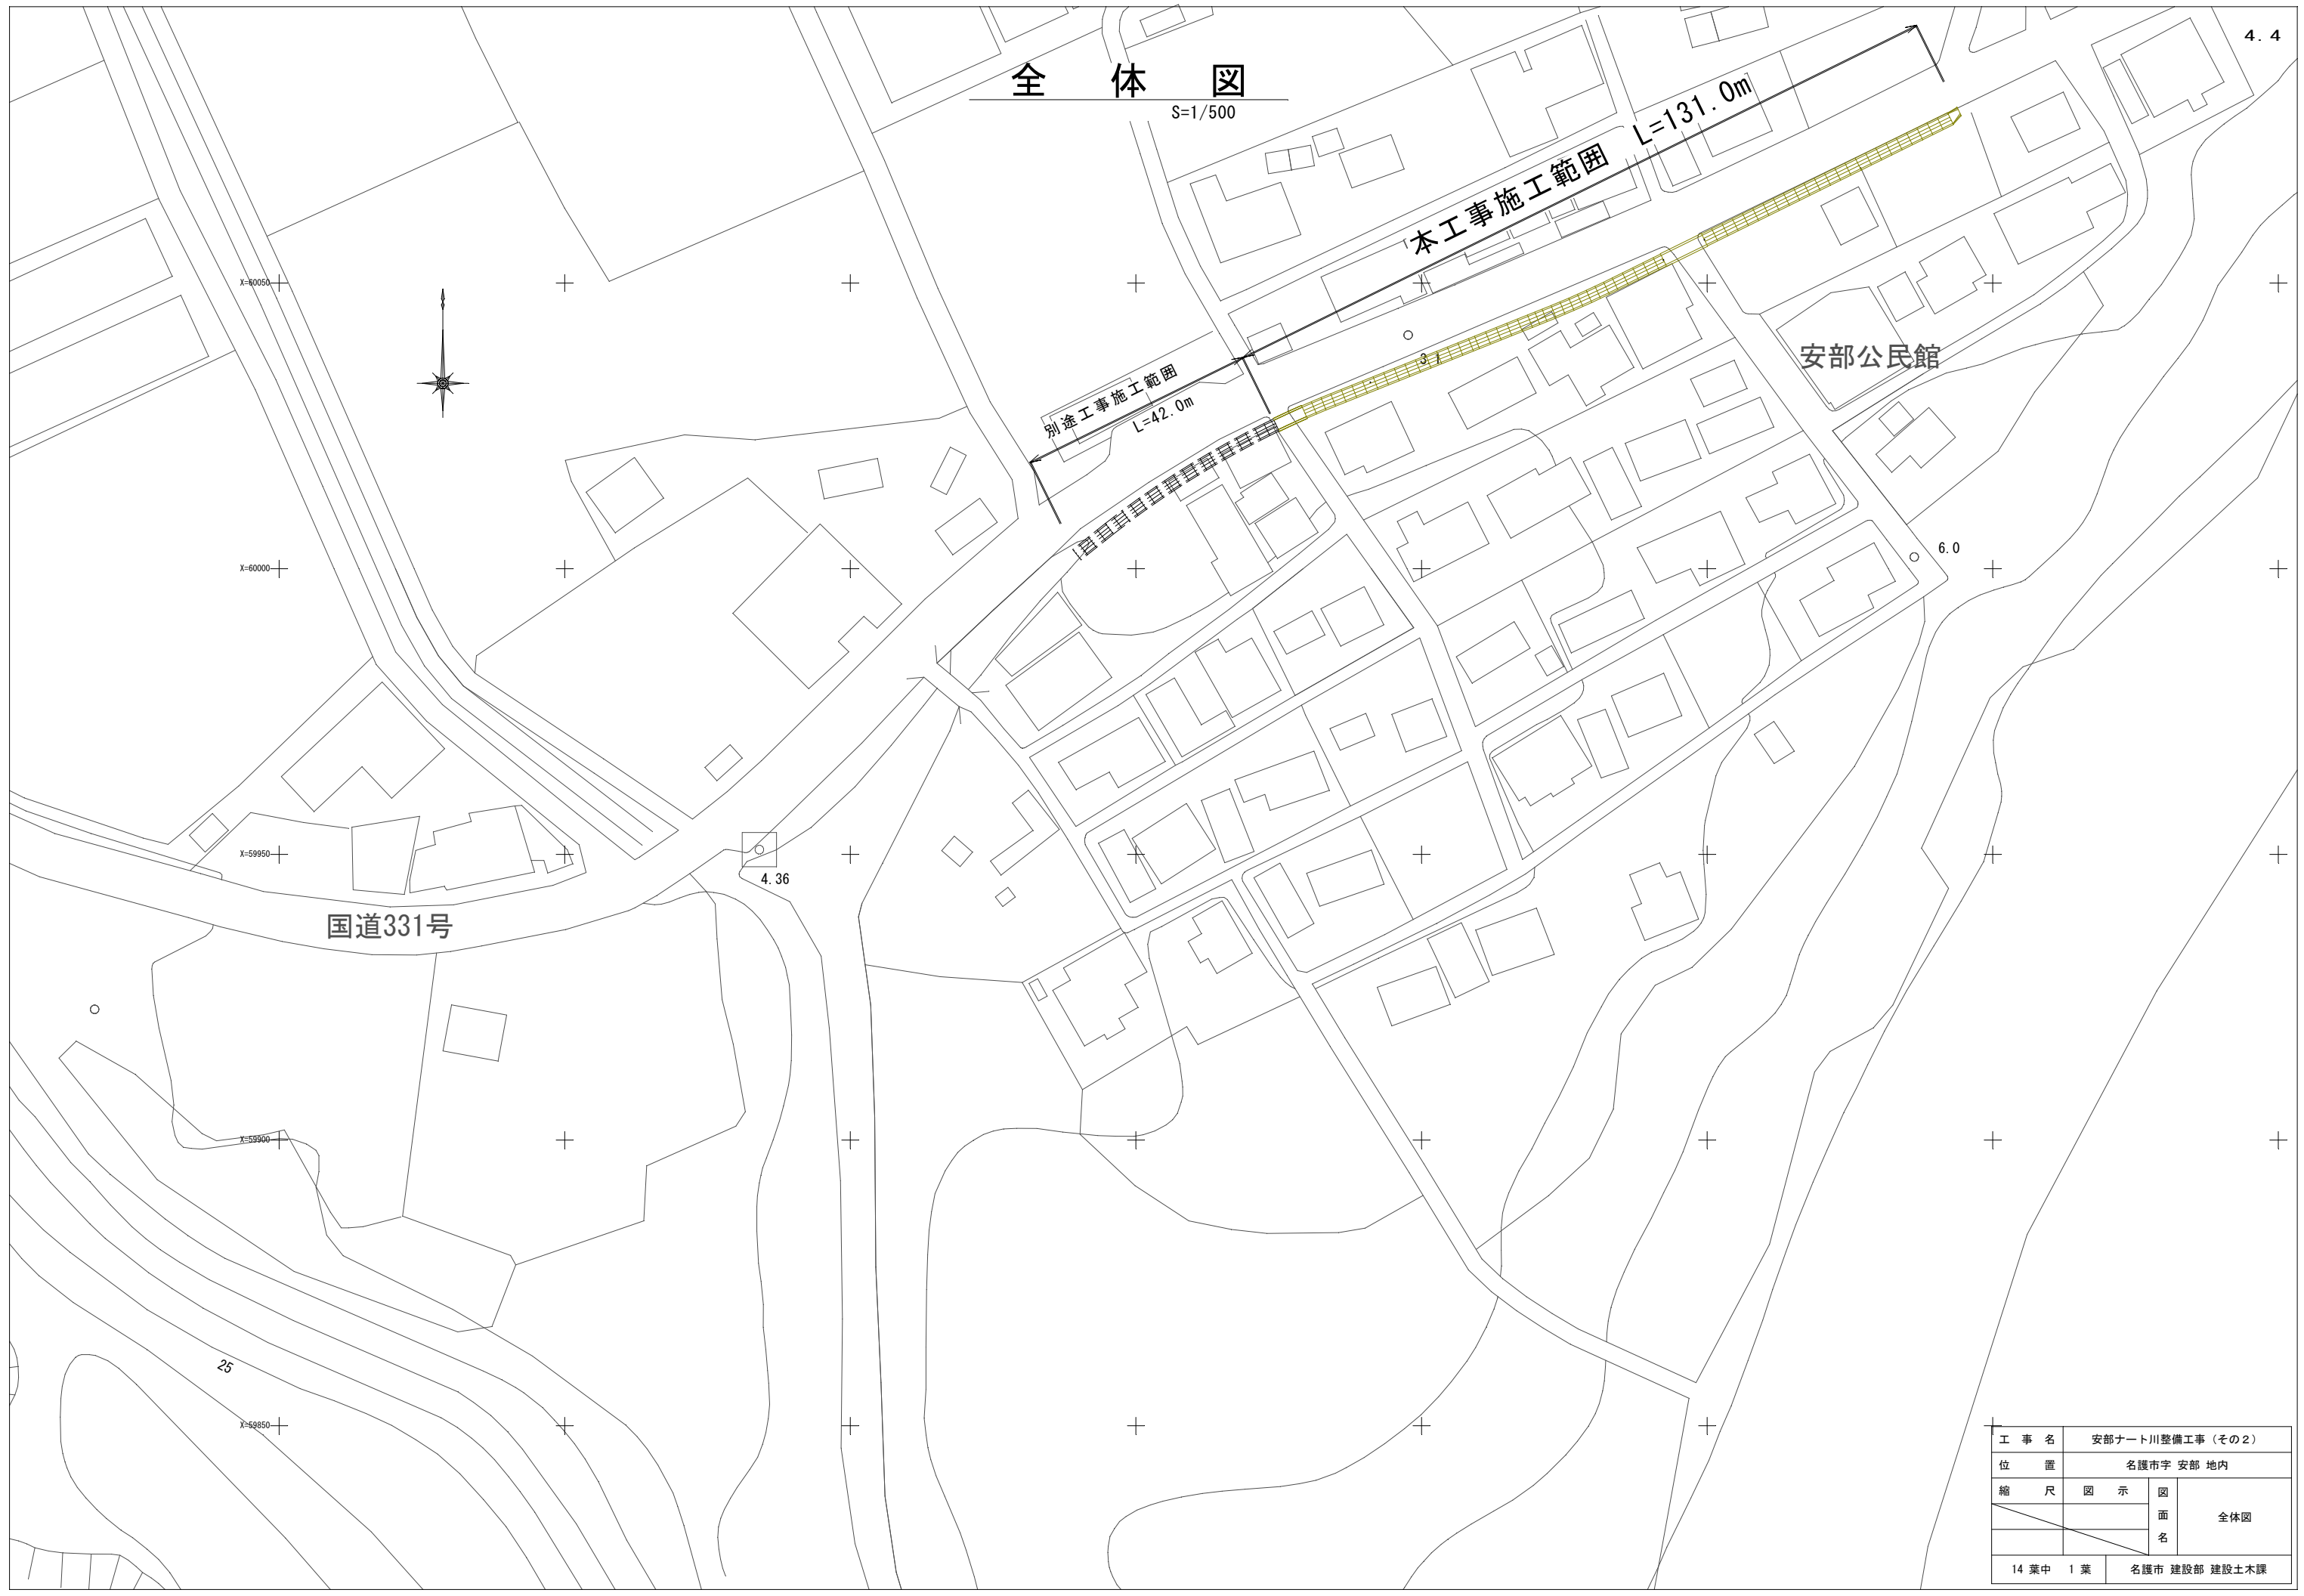 4.4
全体図
S=1/500
本工事施工範囲 L=131.0m
X=60050
安部公民館
3.1
別途工事施工範囲
L=42.0m
X=60000
6.0
X=59950
4.36
国道331号
X=59900
25
X=59850
工事名 安部ナート川整備工事（その２）
位置 名護市字 安部 地内
縮尺 図示 図面名 全体図
14 葉中 1 葉 名護市 建設部 建設土木課